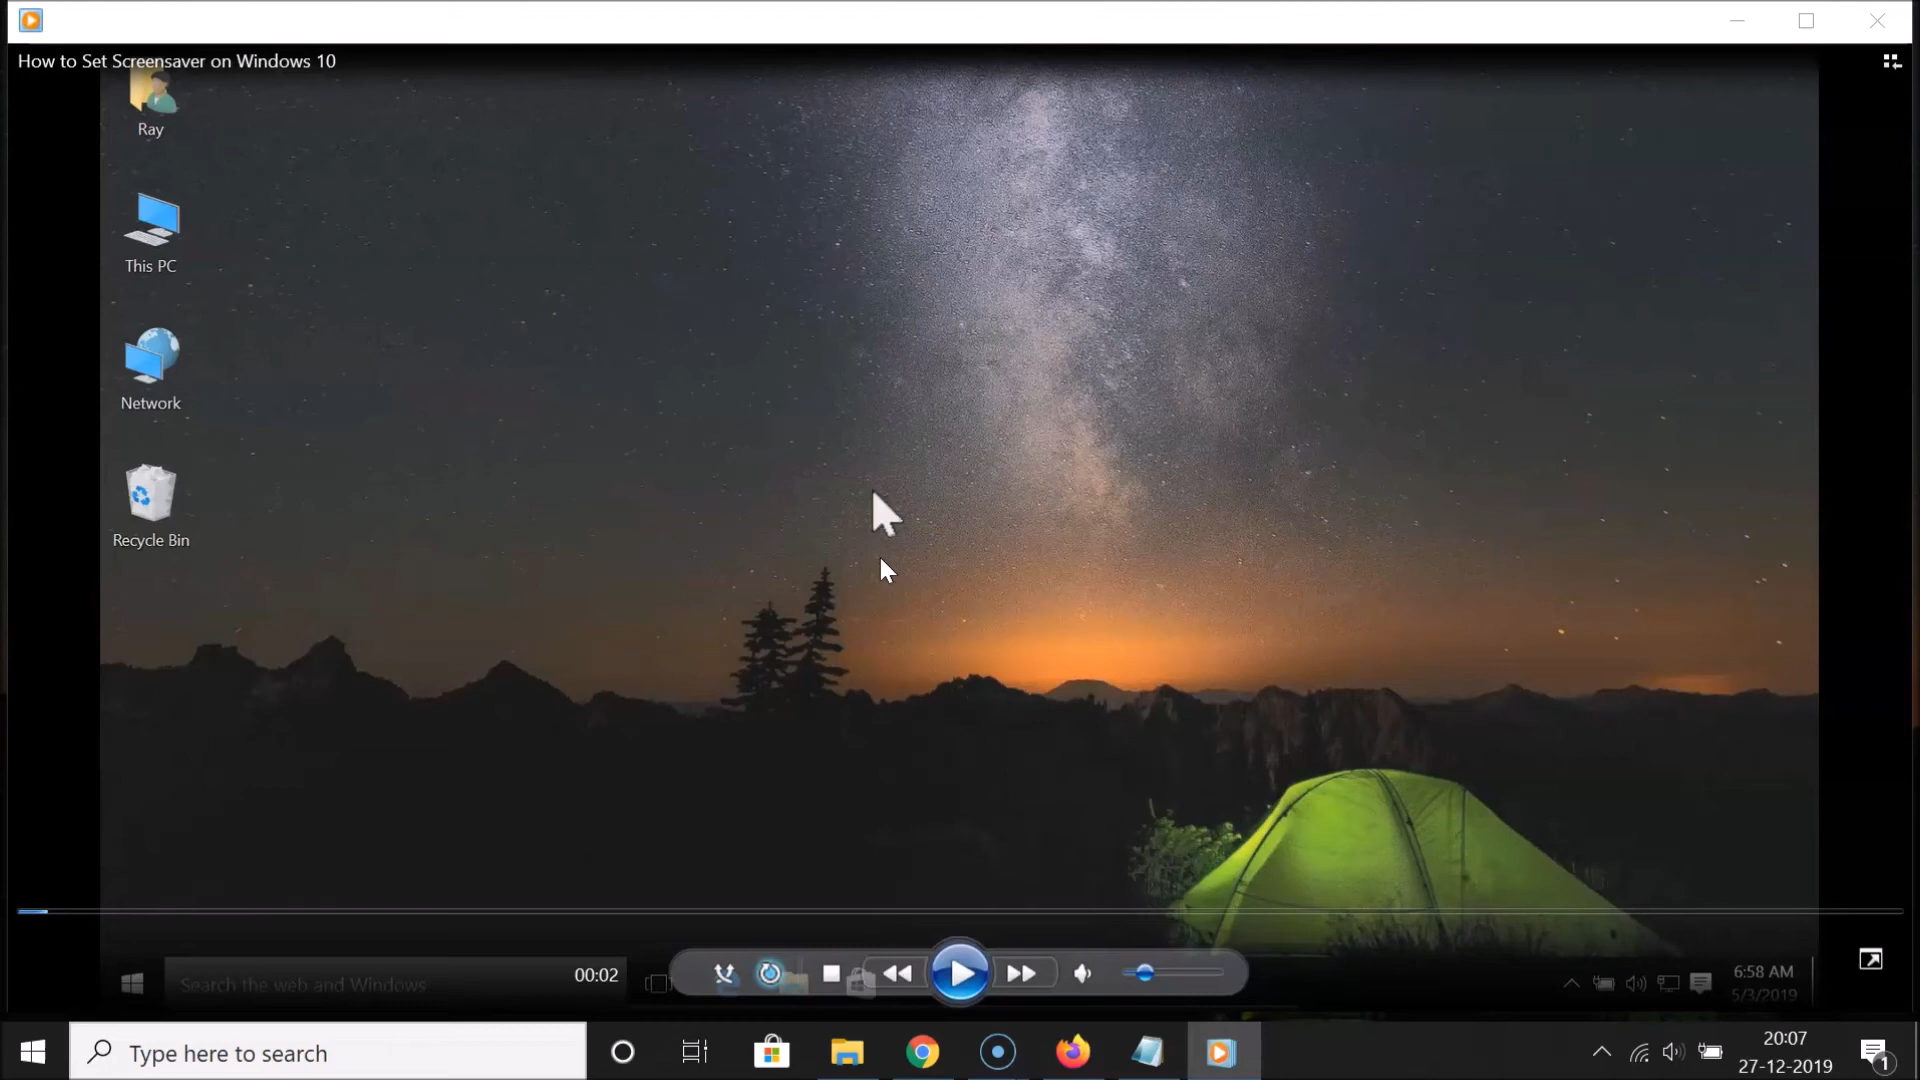 How to Set Screensaver on Windows 10
Ray
This PC
Network
Recycle Bin
Search the web and Windows
00:02
6:58 AM
5/3/2019
Type here to search
20:07
27-12-2019
1